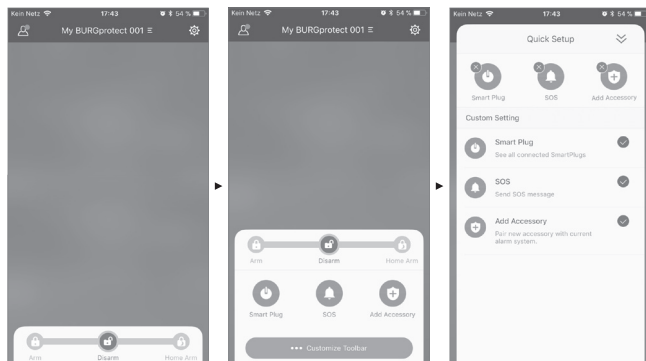 Kein Netz 17:43 54 %
My BURGprotect 001
Arm Disarm Home Arm
Kein Netz 17:43 54 %
My BURGprotect 001
Arm Disarm Home Arm
Smart Plug SOS Add Accessory
••• Customize Toolbar
Kein Netz 17:43 54 %
Quick Setup
Smart Plug SOS Add Accessory
Custom Setting
Smart Plug
See all connected SmartPlugs
SOS
Send SOS message
Add Accessory
Pair new accessory with current
alarm system.